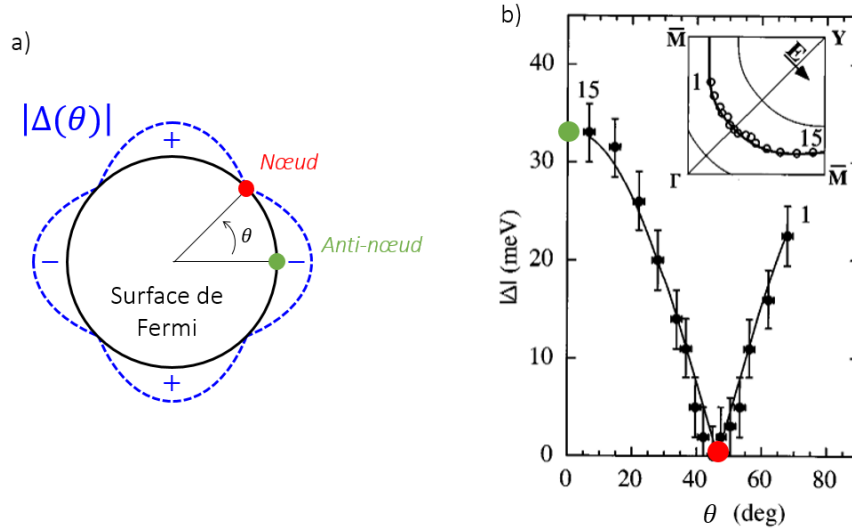 a)
|Δ(θ)|
+
Nœud
θ
Anti-nœud
−
−
Surface de
Fermi
+
b)
|Δ| (meV)
40
30
20
10
0
0
20
40
60
80
θ (deg)
15
1
M̅
Y
E
1
15
Γ
M̅